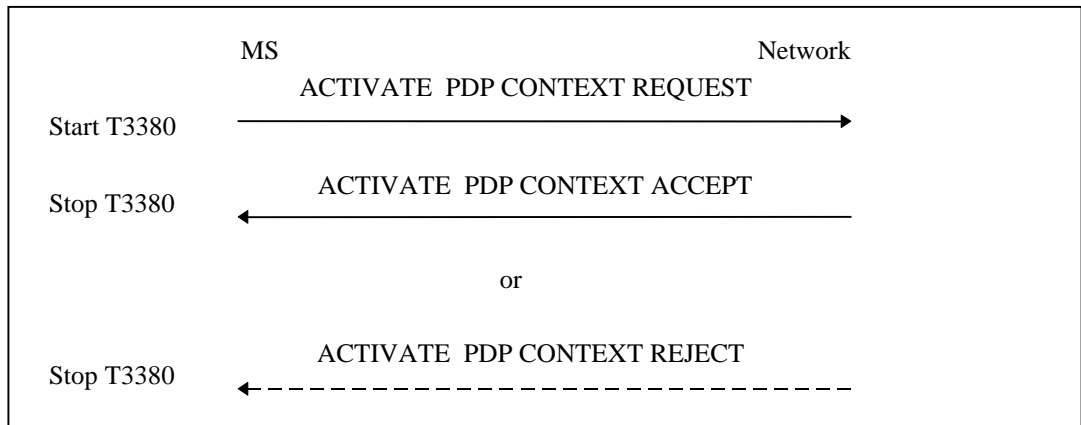 MS Network
ACTIVATE PDP CONTEXT REQUEST
Start T3380
ACTIVATE PDP CONTEXT ACCEPT
Stop T3380
or
ACTIVATE PDP CONTEXT REJECT
Stop T3380